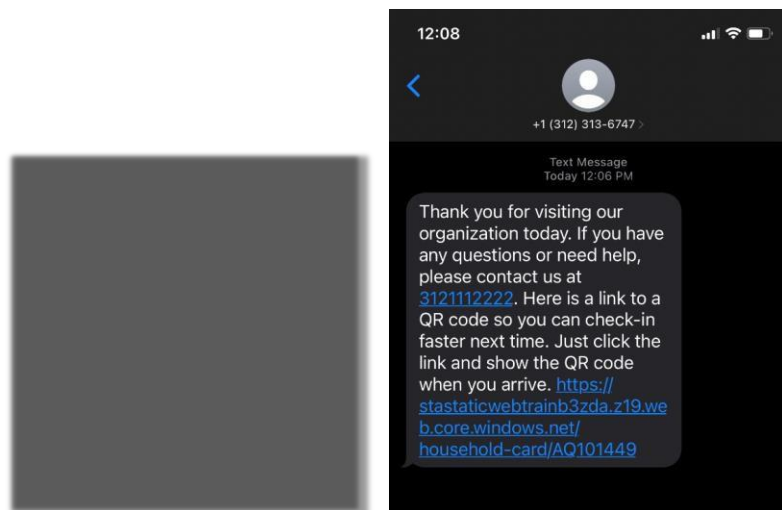 12:08
+1 (312) 313-6747 >
Text Message
Today 12:06 PM
Thank you for visiting our
organization today. If you have
any questions or need help,
please contact us at
3121112222. Here is a link to a
QR code so you can check-in
faster next time. Just click the
link and show the QR code
when you arrive. https://
stastaticwebtrainb3zda.z19.we
b.core.windows.net/
household-card/AQ101449